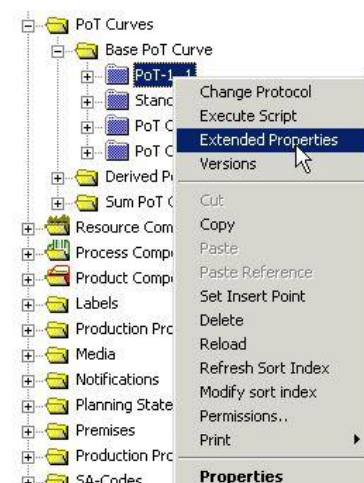 PoT Curves
Base PoT Curve
PoT-1_1
Stanc
PoT C
PoT C
Derived P
Sum PoT C
Resource Com
Process Comp
Product Comp
Labels
Production Prc
Media
Notifications
Planning State
Premises
Production Prc
SA-Codes
Change Protocol
Execute Script
Extended Properties
Versions
Cut
Copy
Paste
Paste Reference
Set Insert Point
Delete
Reload
Refresh Sort Index
Modify sort index
Permissions..
Print
Properties